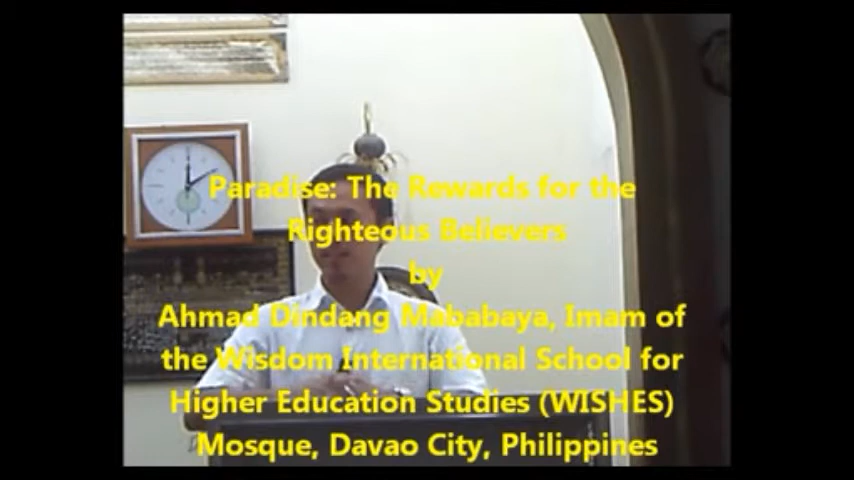 Paradise: The Rewards for the
Righteous Believers
by
Ahmad Dindang Mababaya, Imam of
the Wisdom International School for
Higher Education Studies (WISHES)
Mosque, Davao City, Philippines